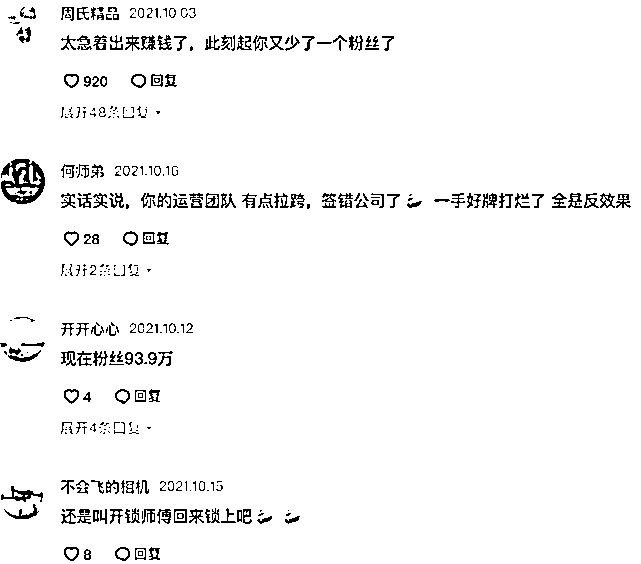 周氏精品 2021.10.03
太急着出来赚钱了，此刻起你又少了一个粉丝了
920 回复
展开48条回复
何师弟 2021.10.16
实话实说，你的运营团队 有点拉跨，签错公司了 一手好牌打烂了 全是反效果
28 回复
展开2条回复
开开心心 2021.10.12
现在粉丝93.9万
4 回复
展开4条回复
不会飞的相机 2021.10.15
还是叫开锁师傅回来锁上吧
8 回复